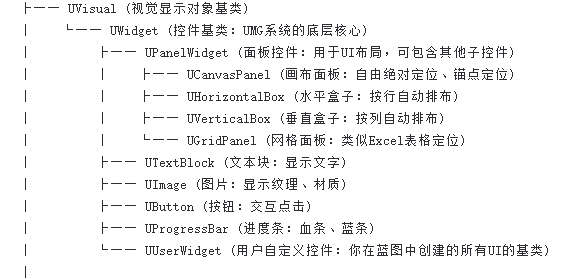 ├── UVisual (视觉显示对象基类)
│   └── UWidget (控件基类：UMG系统的底层核心)
│       ├── UPanelWidget (面板控件：用于UI布局，可包含其他子控件)
│       │   ├── UCanvasPanel (画布面板：自由绝对定位、锚点定位)
│       │   ├── UHorizontalBox (水平盒子：按行自动排布)
│       │   ├── UVerticalBox (垂直盒子：按列自动排布)
│       │   └── UGridPanel (网格面板：类似Excel表格定位)
│       ├── UTextBlock (文本块：显示文字)
│       ├── UImage (图片：显示纹理、材质)
│       ├── UButton (按钮：交互点击)
│       ├── UProgressBar (进度条：血条、蓝条)
│       └── UUserWidget (用户自定义控件：你在蓝图中创建的所有UI的基类)
│